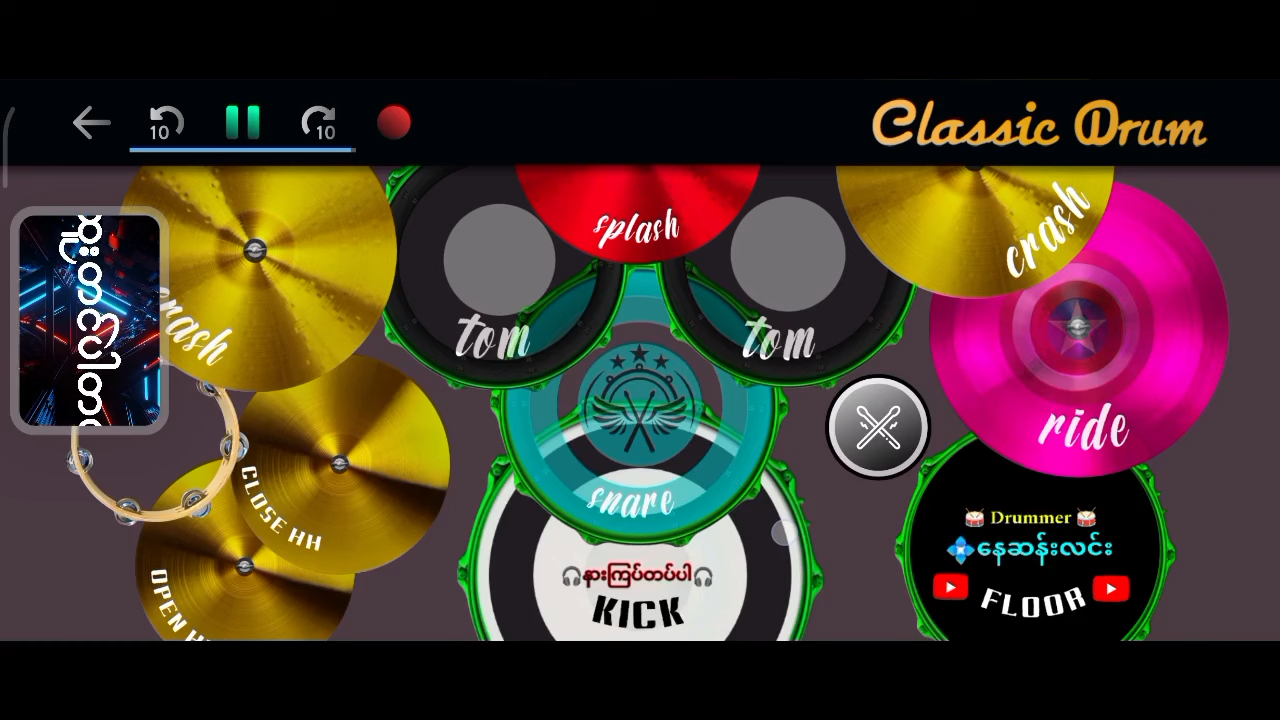 Classic Drum
10
10
splash
crash
crash
tom
tom
ride
CLOSE HH
snare
🥁 Drummer 🥁
နေဆန်းလင်း
🎧နားကြပ်တပ်ပါ🎧
KICK
FLOOR
OPEN